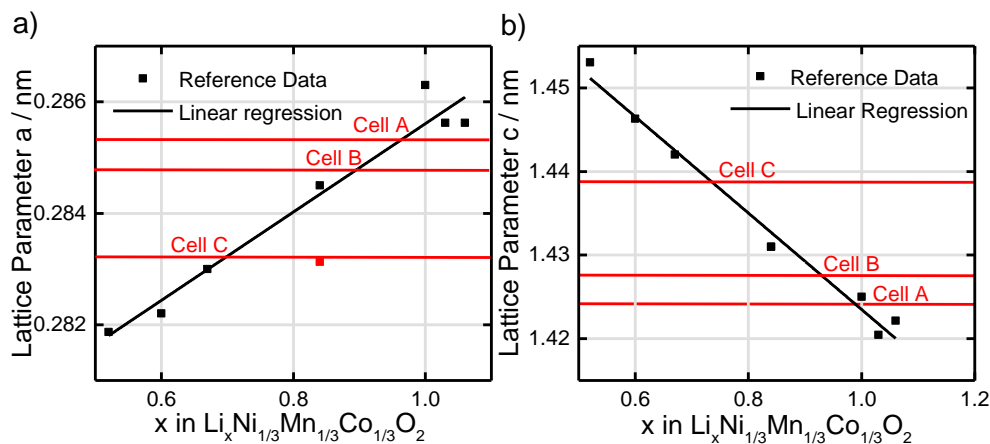 a)
Lattice Parameter a / nm
0.286
0.284
0.282
Reference Data
Linear regression
Cell A
Cell B
Cell C
0.6 0.8 1.0
x in LiₓNi₁/₃Mn₁/₃Co₁/₃O₂
b)
Lattice Parameter c / nm
1.45
1.44
1.43
1.42
Reference Data
Linear Regression
Cell C
Cell B
Cell A
0.6 0.8 1.0 1.2
x in LiₓNi₁/₃Mn₁/₃Co₁/₃O₂